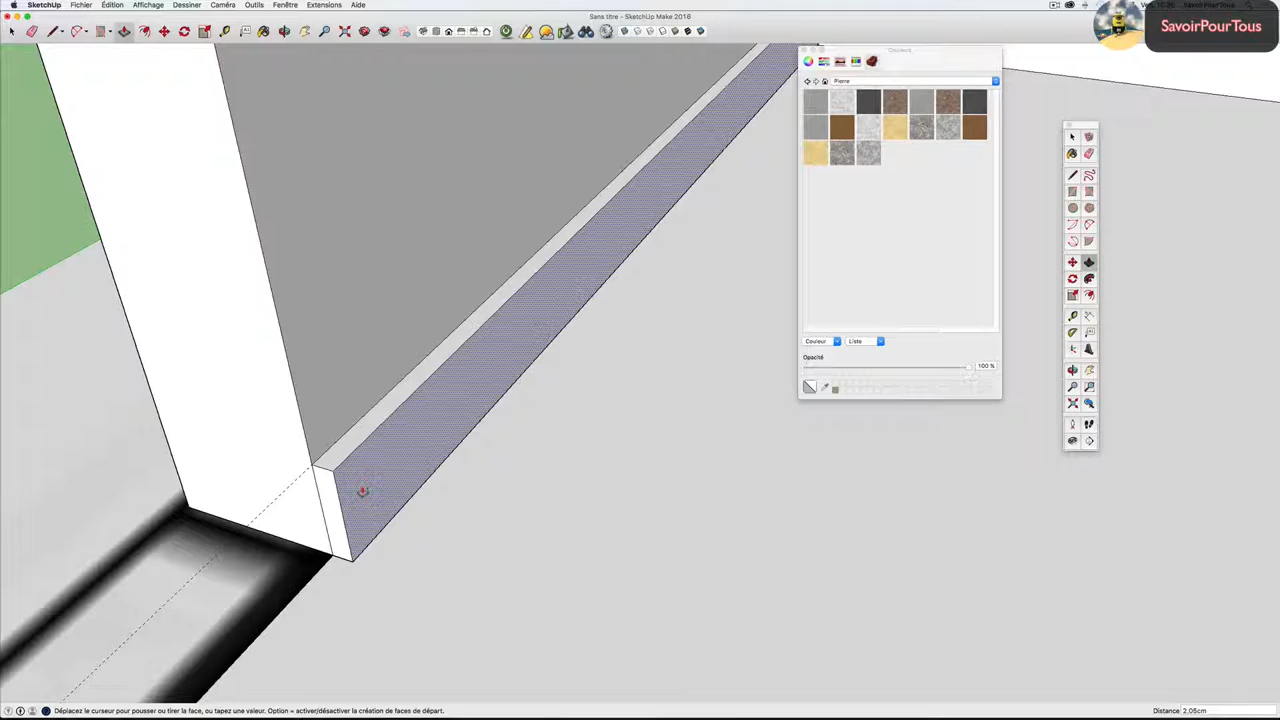 SketchUp Fichier Édition Affichage Dessiner Caméra Outils Fenêtre Extensions Aide
Sans titre - SketchUp Make 2016
SavoirPourTous
Couleurs
Pierre
Couleur Liste
Opacité
100 %
Déplacez le curseur pour pousser ou tirer la face, ou tapez une valeur. Option = activer/désactiver la création de faces de départ.
Distance 2,05cm